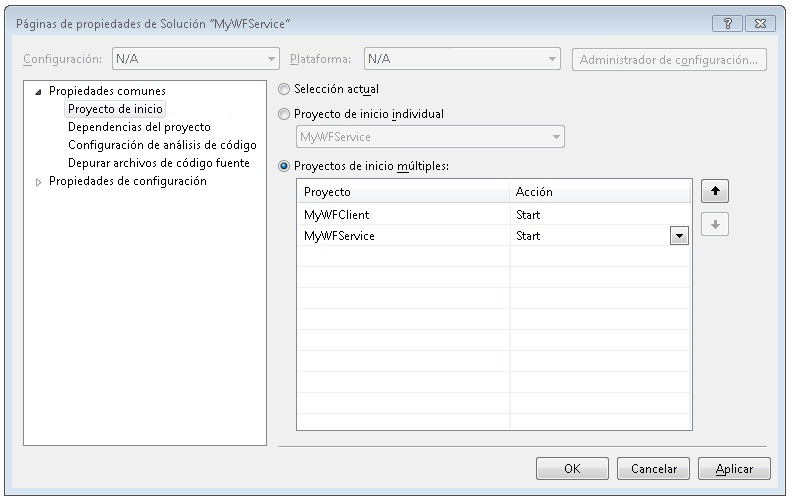 Páginas de propiedades de Solución "MyWFService"
Configuración: N/A Plataforma: N/A Administrador de configuración...
Propiedades comunes
Proyecto de inicio
Dependencias del proyecto
Configuración de análisis de código
Depurar archivos de código fuente
Propiedades de configuración
Selección actual
Proyecto de inicio individual
MyWFService
Proyectos de inicio múltiples:
Proyecto Acción
MyWFClient Start
MyWFService Start
OK Cancelar Aplicar